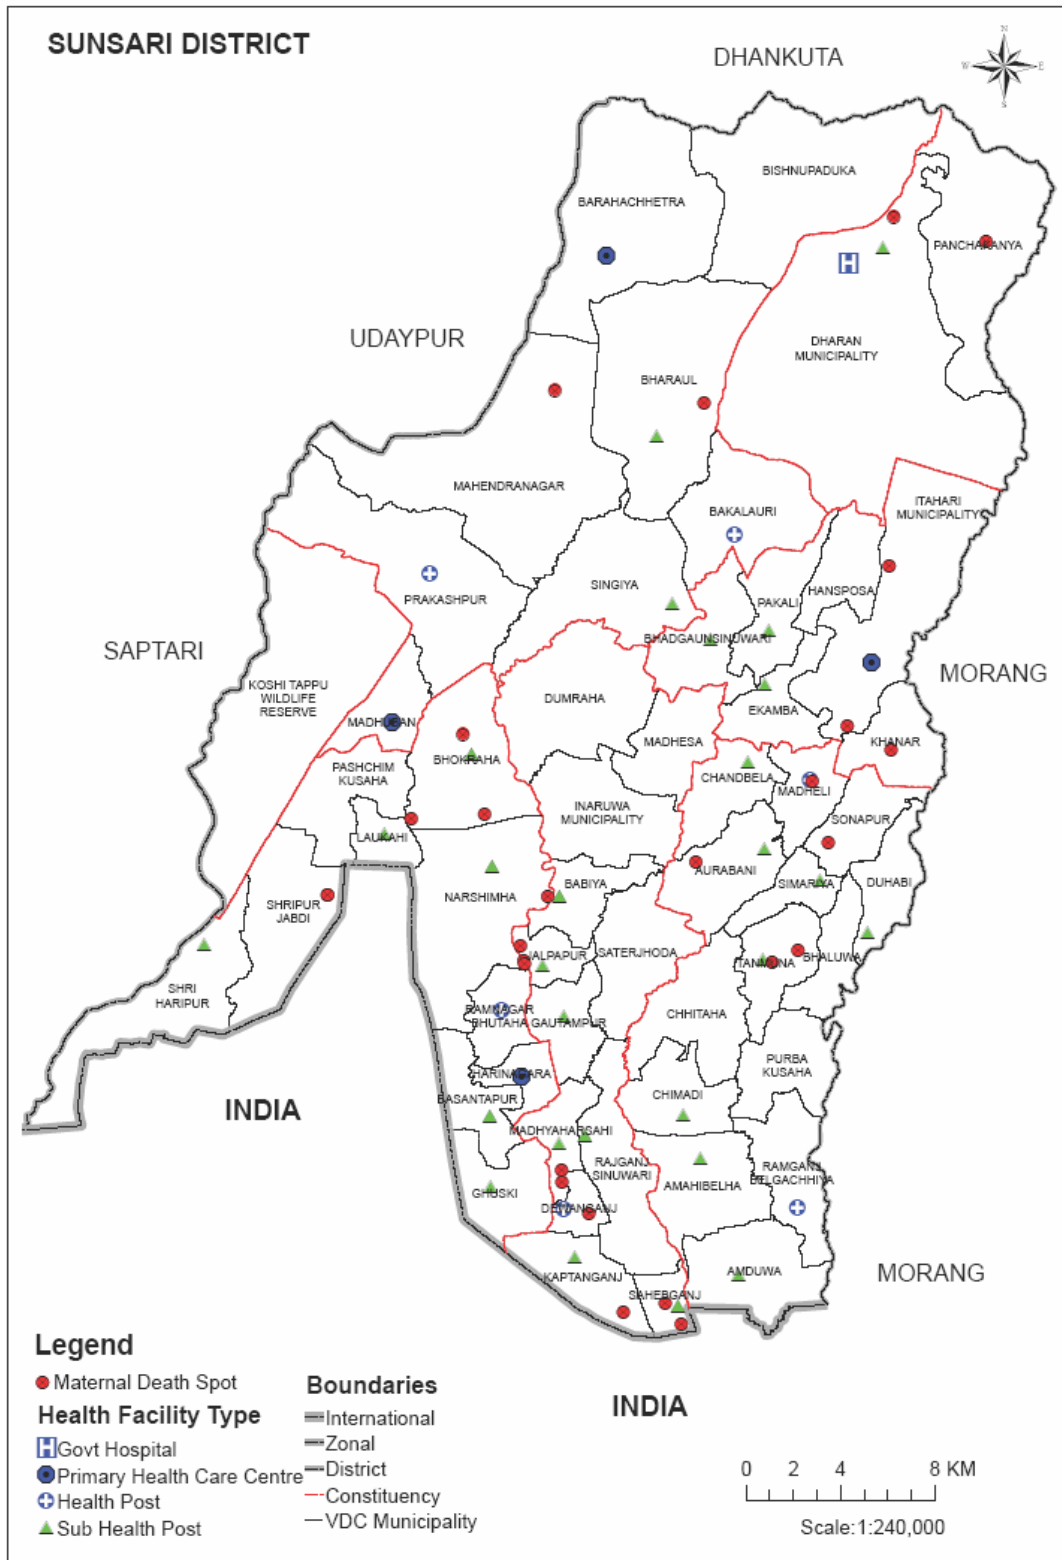 SUNSARI DISTRICT
DHANKUTA
N
W E
S
BISHNUPADUKA
BARAHACHHETRA
PANCHAKANYA
H
UDAYPUR
DHARAN
MUNICIPALITY
BHARAUL
MAHENDRANAGAR
ITAHARI
MUNICIPALITY
BAKALAURI
SINGIYA
HANSPOSA
PRAKASHPUR
PAKALI
BHADGAUNSINUWARI
SAPTARI
MORANG
KOSHI TAPPU
WILDLIFE
RESERVE
DUMRAHA
EKAMBA
MADHUBAN
MADHESA
KHANAR
BHOKRAHA
PASHCHIM
KUSAHA
CHANDBELA
MADHELI
INARUWA
MUNICIPALITY
SONAPUR
LAUKAHI
AURABANI
SIMARIYA
DUHABI
NARSHIMHA
BABIYA
SHRIPUR
JABDI
JALPAPUR
SATERJHODA
TANMUNA
BHALUWA
SHRI
HARIPUR
RAMNAGAR
BHUTAHA
GAUTAMPUR
CHHITAHA
PURBA
KUSAHA
HARINAGARA
BASANTAPUR
CHIMADI
INDIA
MADHYAHARSAHI
RAJGANJ
SINUWARI
RAMGANJ
BELGACHHIYA
AMAHIBELHA
GHUSKI
DEWANGANJ
KAPTANGANJ
AMDUWA
MORANG
SAHEBGANJ
Legend
Maternal Death Spot
Health Facility Type
H Govt Hospital
Primary Health Care Centre
Health Post
Sub Health Post
Boundaries
International
Zonal
District
Constituency
VDC Municipality
INDIA
0 2 4 8 KM
Scale:1:240,000